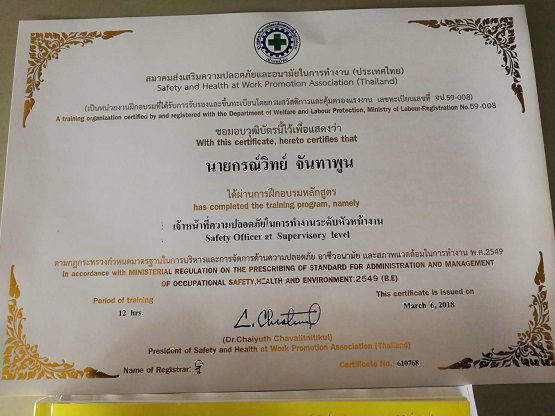 สมาคมส่งเสริมความปลอดภัยและอนามัยในการทำงาน (ประเทศไทย)
Safety and Health at Work Promotion Association (Thailand)
(เป็นหน่วยงานฝึกอบรมที่ได้รับการรับรองและขึ้นทะเบียนโดยกรมสวัสดิการและคุ้มครองแรงงาน เลขทะเบียนเลขที่ จป.59-008)
A training organization certified by and registered with the Department of Welfare and Labour Protection, Ministry of Labour-Registration No.59-008
ขอมอบวุฒิบัตรนี้ไว้เพื่อแสดงว่า
With this certificate, hereto certifies that
นายกรณ์วิทย์ จันทาพูน
ได้ผ่านการฝึกอบรมหลักสูตร
has completed the training program, namely
เจ้าหน้าที่ความปลอดภัยในการทำงานระดับหัวหน้างาน
Safety Officer at Supervisory level
ตามกฎกระทรวงกำหนดมาตรฐานในการบริหารและการจัดการด้านความปลอดภัย อาชีวอนามัย และสภาพแวดล้อมในการทำงาน พ.ศ.2549
In accordance with MINISTERIAL REGULATION ON THE PRESCRIBING OF STANDARD FOR ADMINISTRATION AND MANAGEMENT
OF OCCUPATIONAL SAFETY,HEALTH AND ENVIRONMENT:2549 (B.E)
Period of training
12 hrs.
This certificate is issued on
March 6, 2018
(Dr.Chaiyuth Chavalitnitikul)
President of Safety and Health at Work Promotion Association (Thailand)
Name of Registrar:
Certificate No. 610768